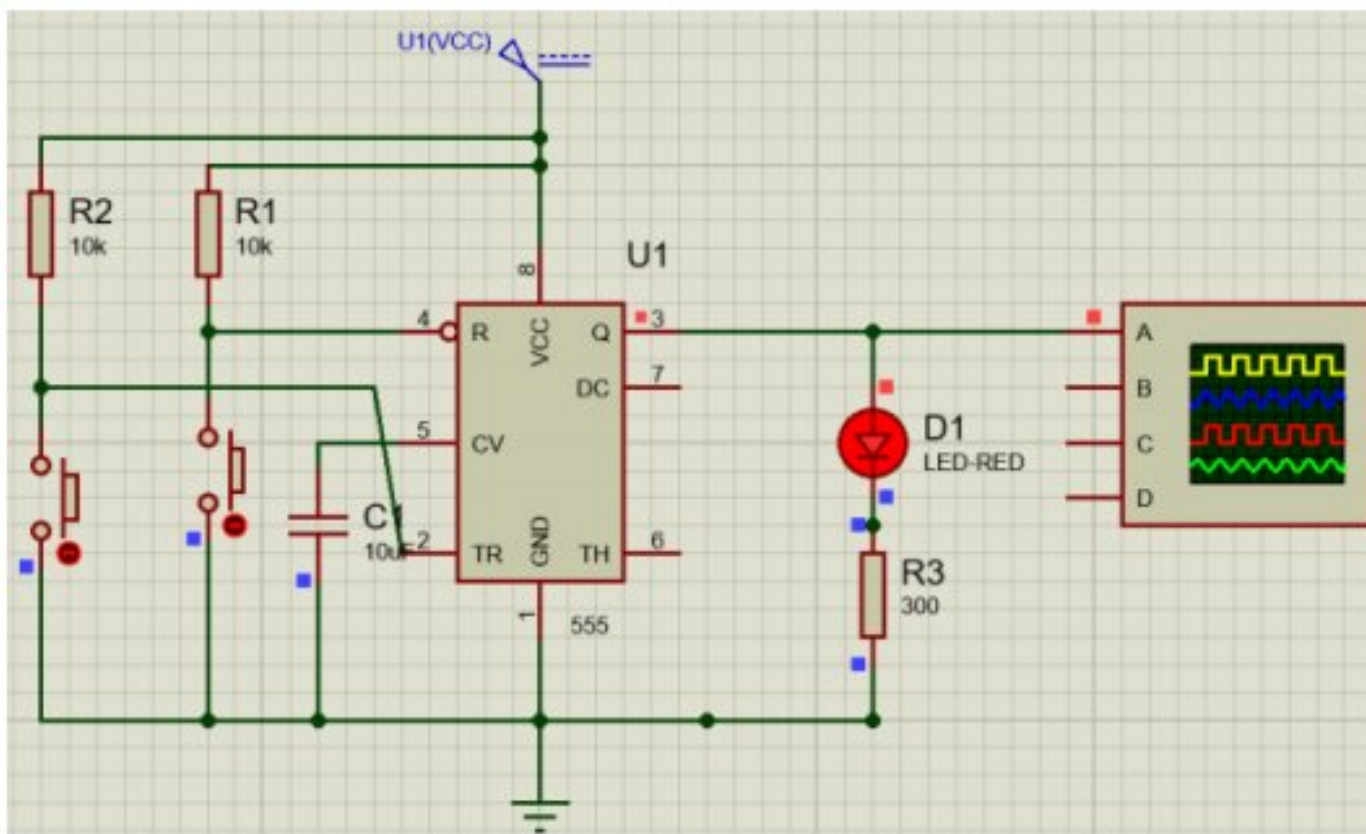 U1(VCC)
R2
10k
R1
10k
U1
8
4
R
VCC
Q
3
DC
7
5
CV
C1
10uF
2
TR
GND
TH
6
1
555
D1
LED-RED
R3
300
A
B
C
D